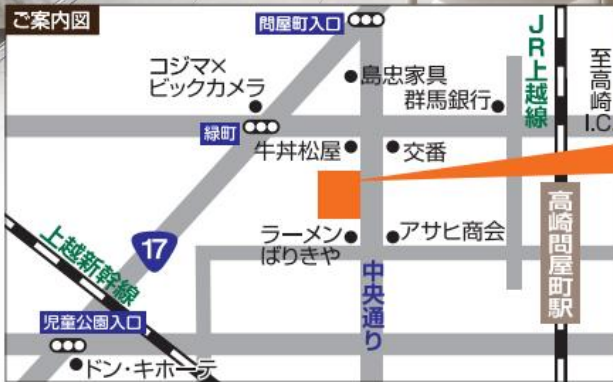 ご案内図
問屋町入口
JR上越線
至高崎I.C
コジマ×
ビックカメラ
島忠家具
群馬銀行
緑町
牛丼松屋
交番
上越新幹線
17
ラーメン
ばりきや
アサヒ商会
中央通り
高崎問屋町駅
児童公園入口
ドン・キホーテ